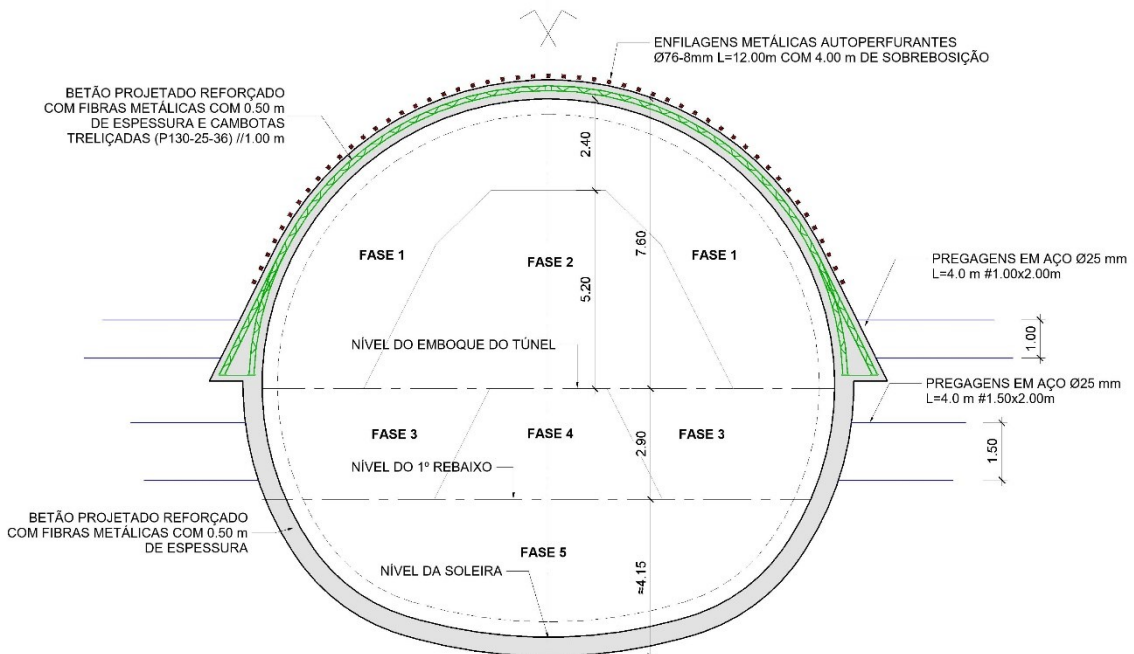 ENFILAGENS METÁLICAS AUTOPERFURANTES
Ø76-8mm L=12.00m COM 4.00 m DE SOBREBOSIÇÃO
BETÃO PROJETADO REFORÇADO
COM FIBRAS METÁLICAS COM 0.50 m
DE ESPESSURA E CAMBOTAS
TRELIÇADAS (P130-25-36) //1.00 m
2.40
7.60
FASE 1
FASE 2
FASE 1
5.20
PREGAGENS EM AÇO Ø25 mm
L=4.0 m #1.00x2.00m
1.00
NÍVEL DO EMBOQUE DO TÚNEL
PREGAGENS EM AÇO Ø25 mm
L=4.0 m #1.50x2.00m
FASE 3
FASE 4
FASE 3
2.90
1.50
NÍVEL DO 1º REBAIXO
BETÃO PROJETADO REFORÇADO
COM FIBRAS METÁLICAS COM 0.50 m
DE ESPESSURA
FASE 5
NÍVEL DA SOLEIRA
≈4.15